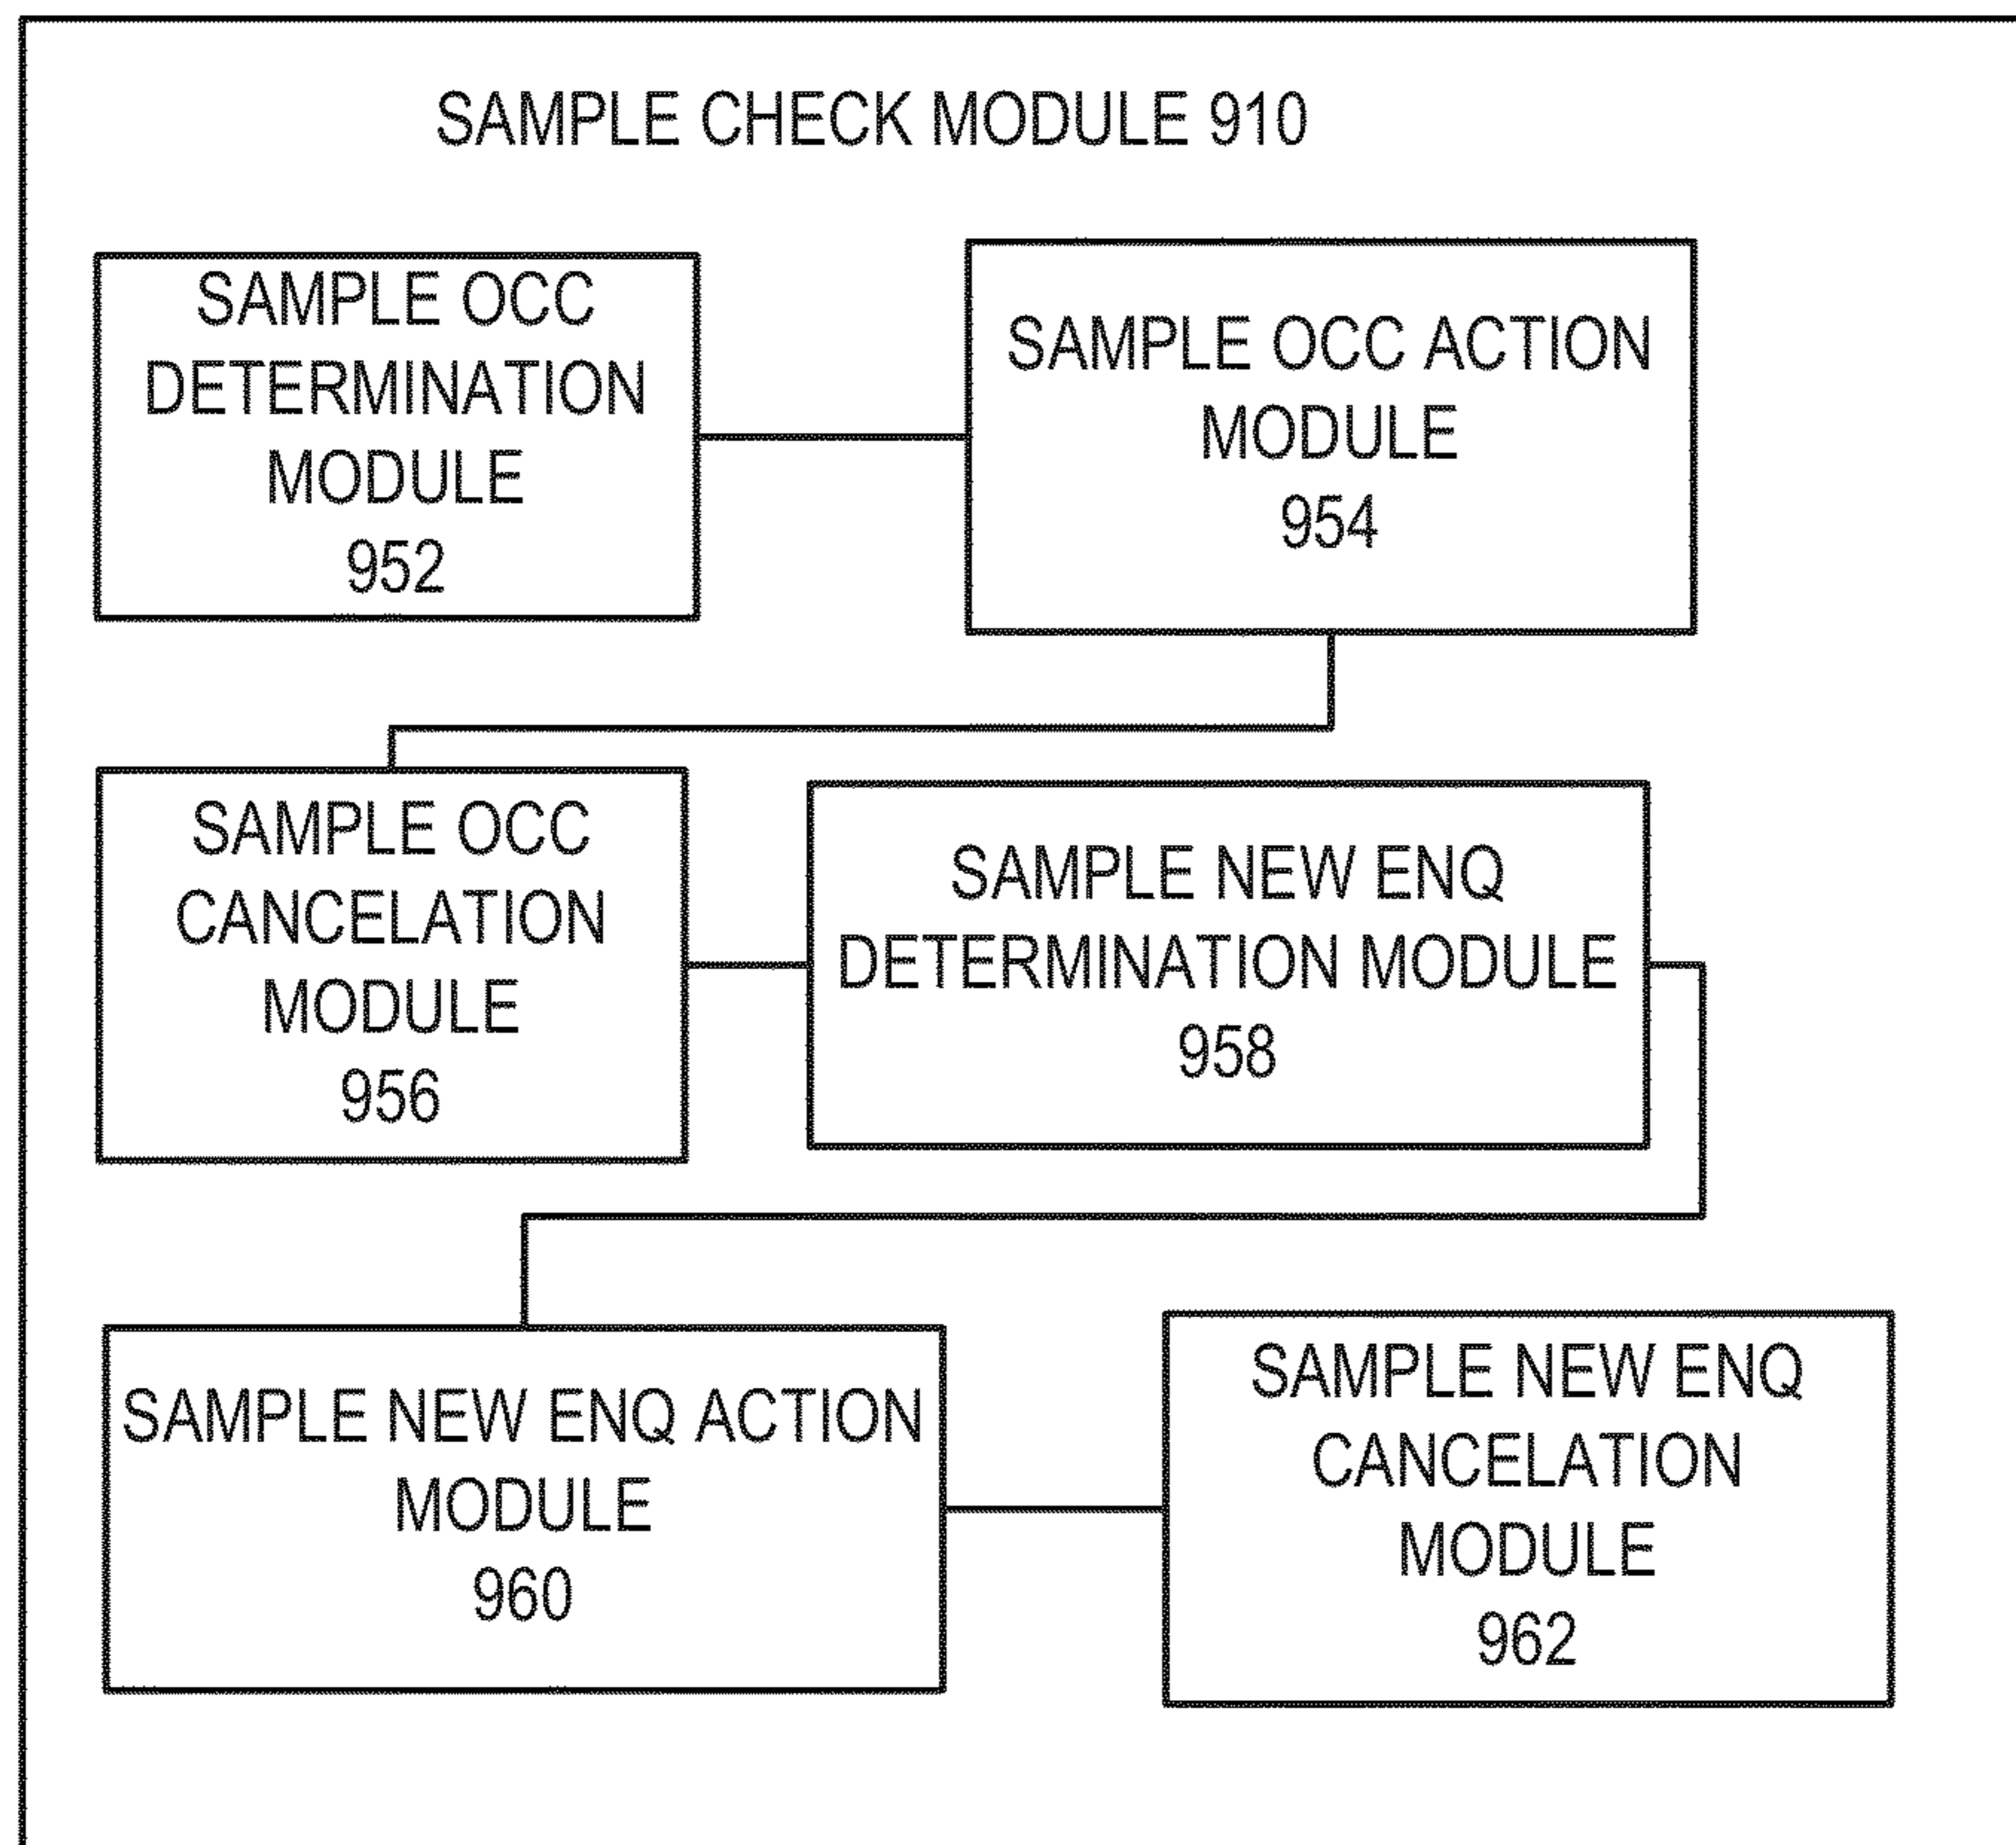 SAMPLE CHECK MODULE 910
SAMPLE OCC
DETERMINATION
MODULE
952
SAMPLE OCC ACTION
MODULE
954
SAMPLE OCC
CANCELATION
MODULE
956
SAMPLE NEW ENQ
DETERMINATION MODULE
958
SAMPLE NEW ENQ ACTION
MODULE
960
SAMPLE NEW ENQ
CANCELATION
MODULE
962